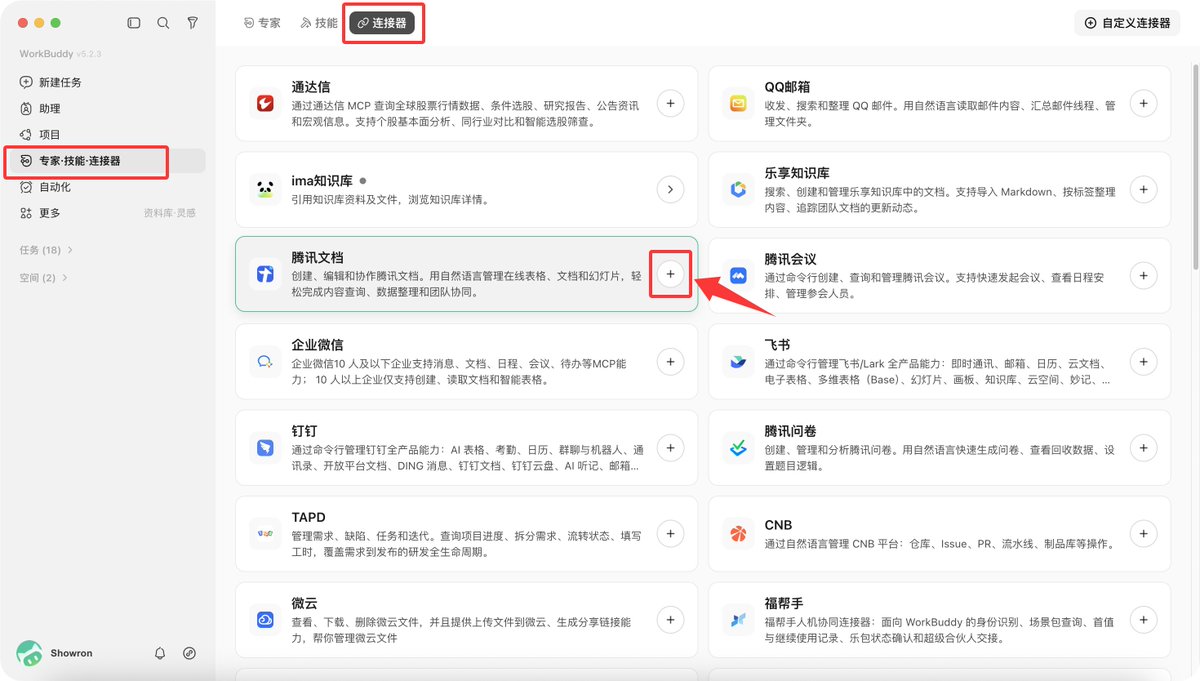 WorkBuddy v5.2.3
新建任务
助理
项目
专家·技能·连接器
自动化
更多
资料库·灵感
任务 (18)
空间 (2)
Showron
专家
技能
连接器
自定义连接器
通达信
通过通达信 MCP 查询全球股票行情数据、条件选股、研究报告、公告资讯
和宏观信息。支持个股基本面分析、同行业对比和智能选股筛查。
QQ邮箱
收发、搜索和整理 QQ 邮件。用自然语言读取邮件内容、汇总邮件线程、管
理文件夹。
ima知识库
引用知识库资料及文件，浏览知识库详情。
乐享知识库
搜索、创建和管理乐享知识库中的文档。支持导入 Markdown、按标签整理
内容、追踪团队文档的更新动态。
腾讯文档
创建、编辑和协作腾讯文档。用自然语言管理在线表格、文档和幻灯片，轻
松完成内容查询、数据整理和团队协同。
腾讯会议
通过命令行创建、查询和管理腾讯会议。支持快速发起会议、查看日程安
排、管理参会人员。
企业微信
企业微信10 人及以下企业支持消息、文档、日程、会议、待办等MCP能
力； 10 人以上企业仅支持创建、读取文档和智能表格。
飞书
通过命令行管理飞书/Lark 全产品能力：即时通讯、邮箱、日历、云文档、
电子表格、多维表格（Base）、幻灯片、画板、知识库、云空间、妙记、...
钉钉
通过命令行管理钉钉全产品能力：AI 表格、考勤、日历、群聊与机器人、通
讯录、开放平台文档、DING 消息、钉钉文档、钉钉云盘、AI 听记、邮箱...
腾讯问卷
创建、管理和分析腾讯问卷。用自然语言快速生成问卷、查看回收数据、设
置题目逻辑。
TAPD
管理需求、缺陷、任务和迭代。查询项目进度、拆分需求、流转状态、填写
工时，覆盖需求到发布的研发全生命周期。
CNB
通过自然语言管理 CNB 平台：仓库、Issue、PR、流水线、制品库等操作。
微云
查看、下载、删除微云文件，并且提供上传文件到微云、生成分享链接能
力，帮你管理微云文件
福帮手
福帮手人机协同连接器：面向 WorkBuddy 的身份识别、场景包查询、首值
与继续使用记录、乐包状态确认和超级合伙人交接。